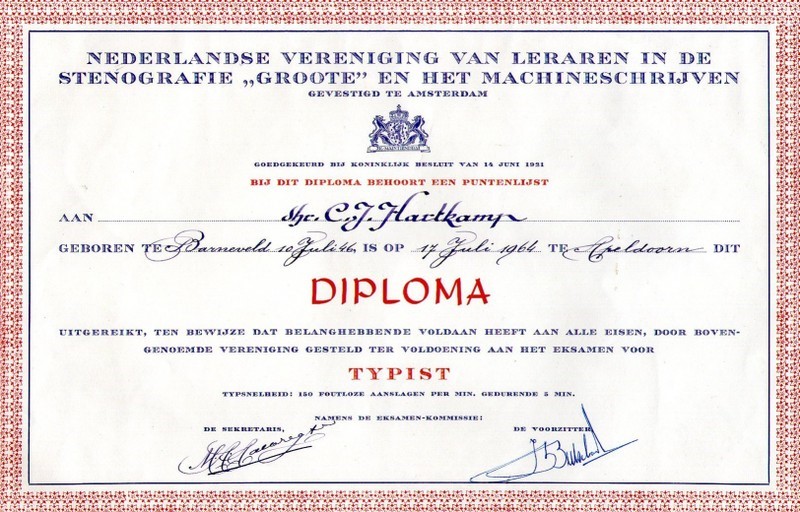 NEDERLANDSE VERENIGING VAN LERAREN IN DE
STENOGRAFIE „GROOTE” EN HET MACHINESCHRIJVEN
GEVESTIGD TE AMSTERDAM
GOEDGEKEURD BIJ KONINKLIJK BESLUIT VAN 14 JUNI 1921
BIJ DIT DIPLOMA BEHOORT EEN PUNTENLIJST
AAN dhr. C.J. Hartkamp
GEBOREN TE Barneveld 10 Juli 46 IS OP 17 Juli 1964 TE Apeldoorn DIT
DIPLOMA
UITGEREIKT, TEN BEWIJZE DAT BELANGHEBBENDE VOLDAAN HEEFT AAN ALLE EISEN, DOOR BOVEN-
GENOEMDE VERENIGING GESTELD TER VOLDOENING AAN HET EKSAMEN VOOR
TYPIST
TYPSNELHEID: 150 FOUTLOZE AANSLAGEN PER MIN. GEDURENDE 5 MIN.
NAMENS DE EKSAMEN-KOMMISSIE:
DE SEKRETARIS, DE VOORZITTER